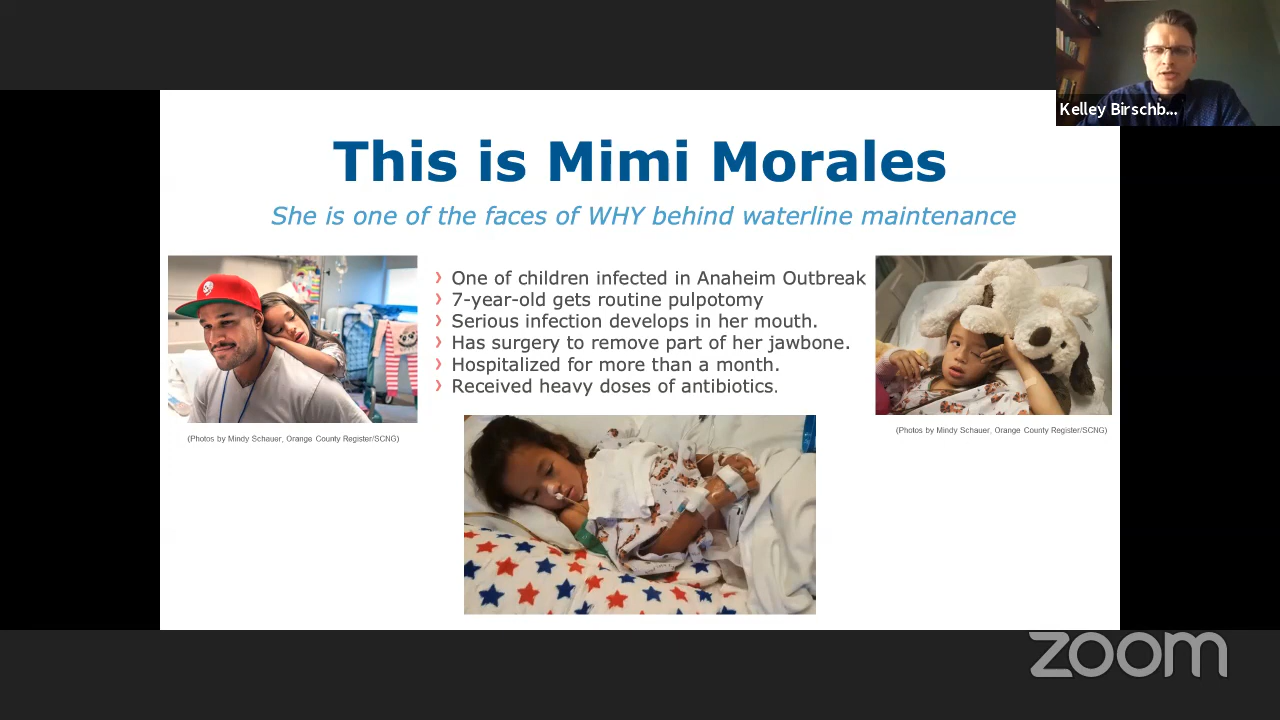 Kelley Birschb...
This is Mimi Morales
She is one of the faces of WHY behind waterline maintenance
› One of children infected in Anaheim Outbreak
› 7-year-old gets routine pulpotomy
› Serious infection develops in her mouth.
› Has surgery to remove part of her jawbone.
› Hospitalized for more than a month.
› Received heavy doses of antibiotics.
(Photos by Mindy Schauer, Orange County Register/SCNG)
(Photos by Mindy Schauer, Orange County Register/SCNG)
zoom